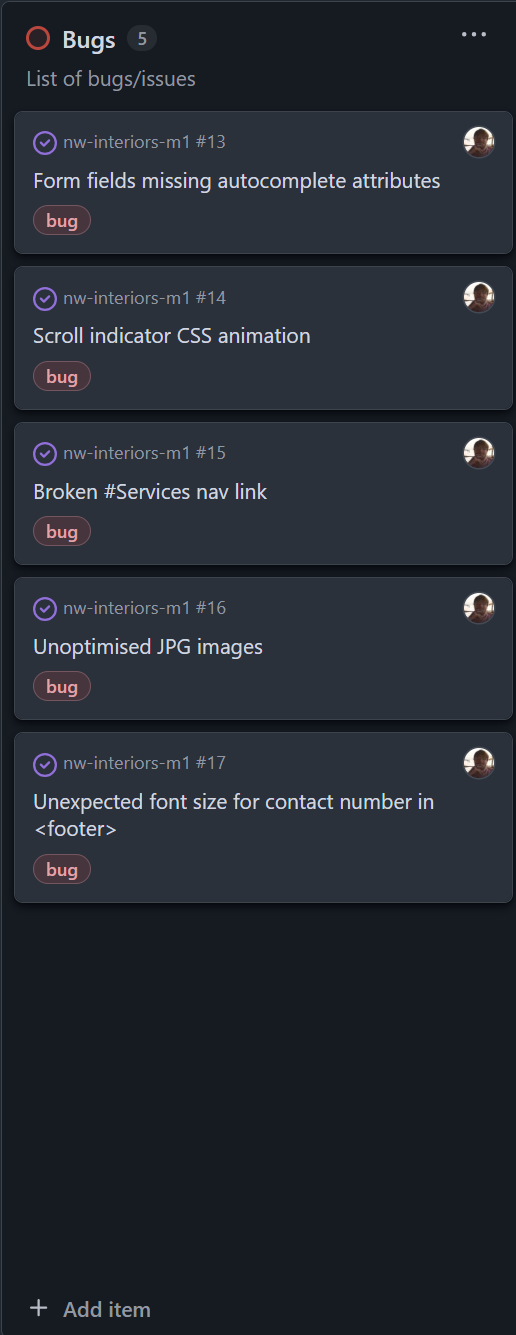 Bugs 5
List of bugs/issues
nw-interiors-m1 #13
Form fields missing autocomplete attributes
bug
nw-interiors-m1 #14
Scroll indicator CSS animation
bug
nw-interiors-m1 #15
Broken #Services nav link
bug
nw-interiors-m1 #16
Unoptimised JPG images
bug
nw-interiors-m1 #17
Unexpected font size for contact number in
<footer>
bug
+ Add item